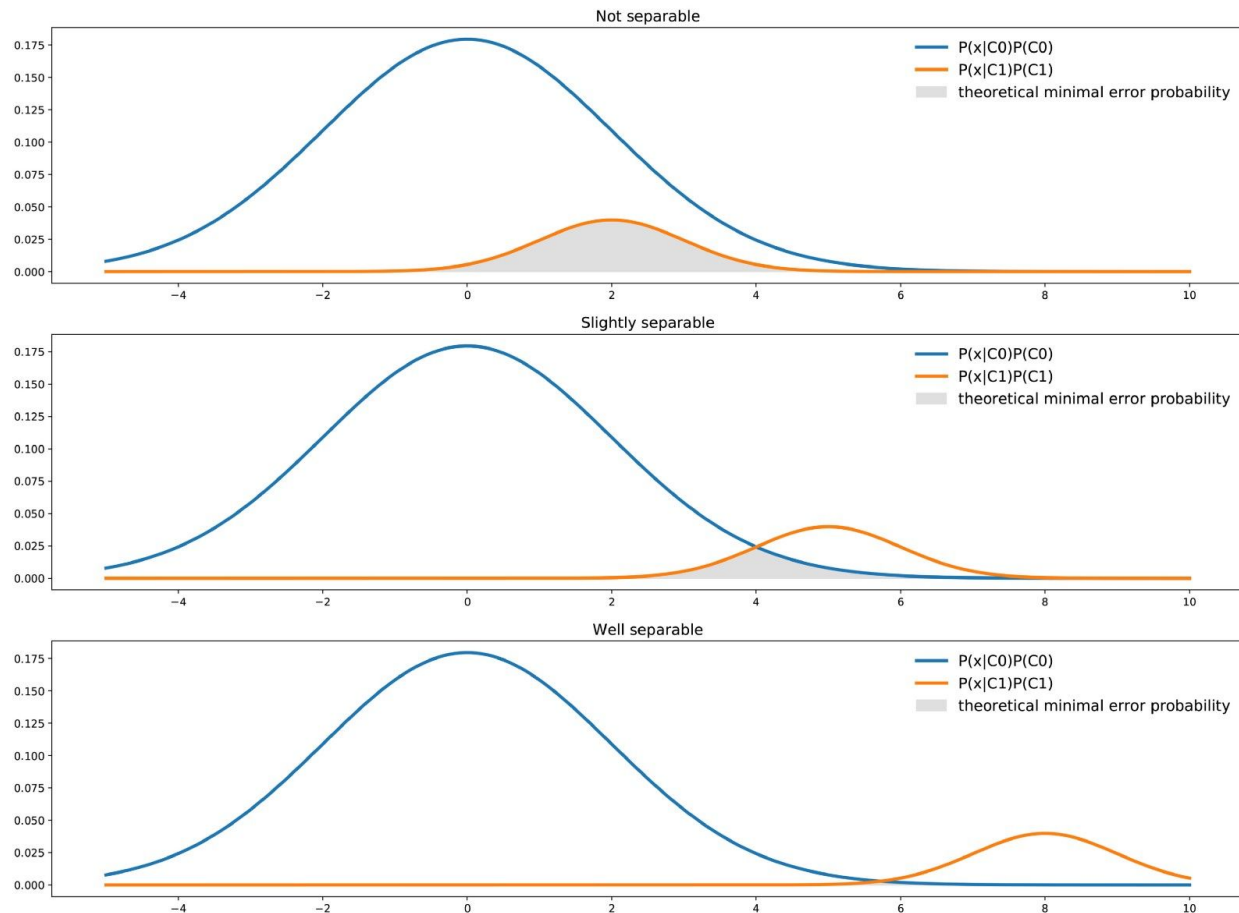 Not separable
0.175
0.150
0.125
0.100
0.075
0.050
0.025
0.000
P(x|C0)P(C0)
P(x|C1)P(C1)
theoretical minimal error probability
−4 −2 0 2 4 6 8 10
Slightly separable
0.175
0.150
0.125
0.100
0.075
0.050
0.025
0.000
P(x|C0)P(C0)
P(x|C1)P(C1)
theoretical minimal error probability
−4 −2 0 2 4 6 8 10
Well separable
0.175
0.150
0.125
0.100
0.075
0.050
0.025
0.000
P(x|C0)P(C0)
P(x|C1)P(C1)
theoretical minimal error probability
−4 −2 0 2 4 6 8 10